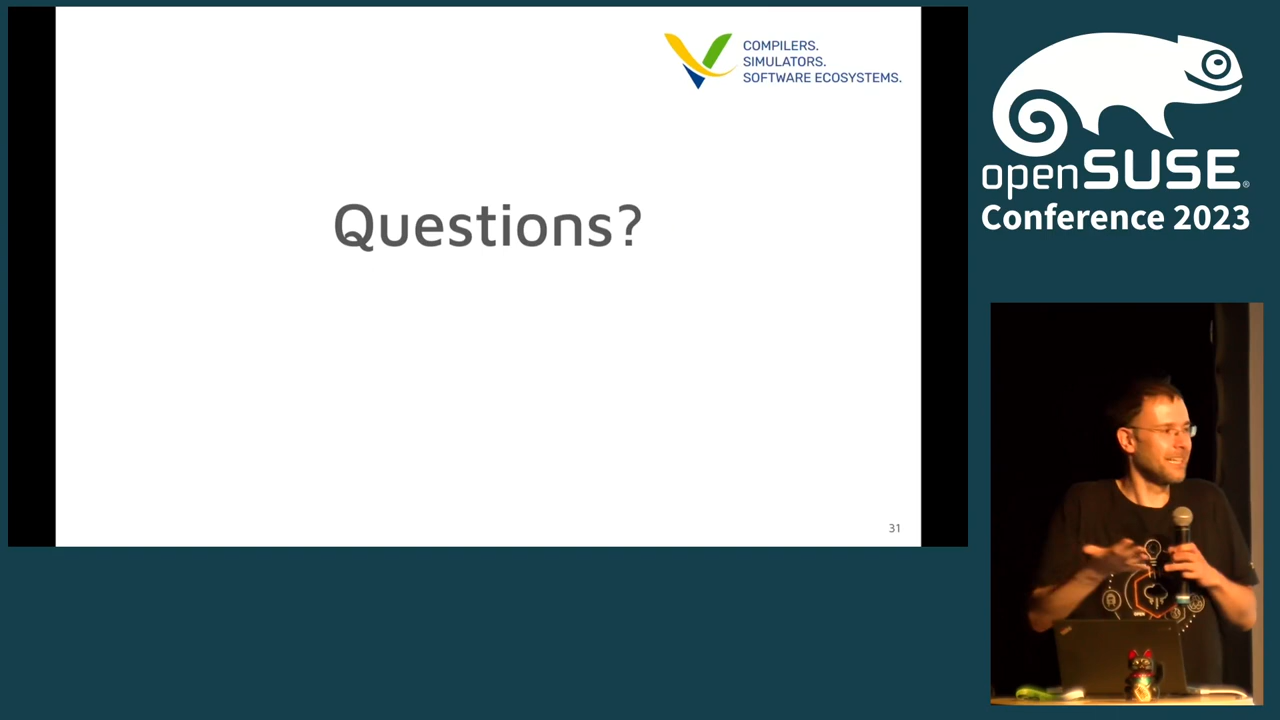 COMPILERS.
SIMULATORS.
SOFTWARE ECOSYSTEMS.
Questions?
31
openSUSE®
Conference 2023